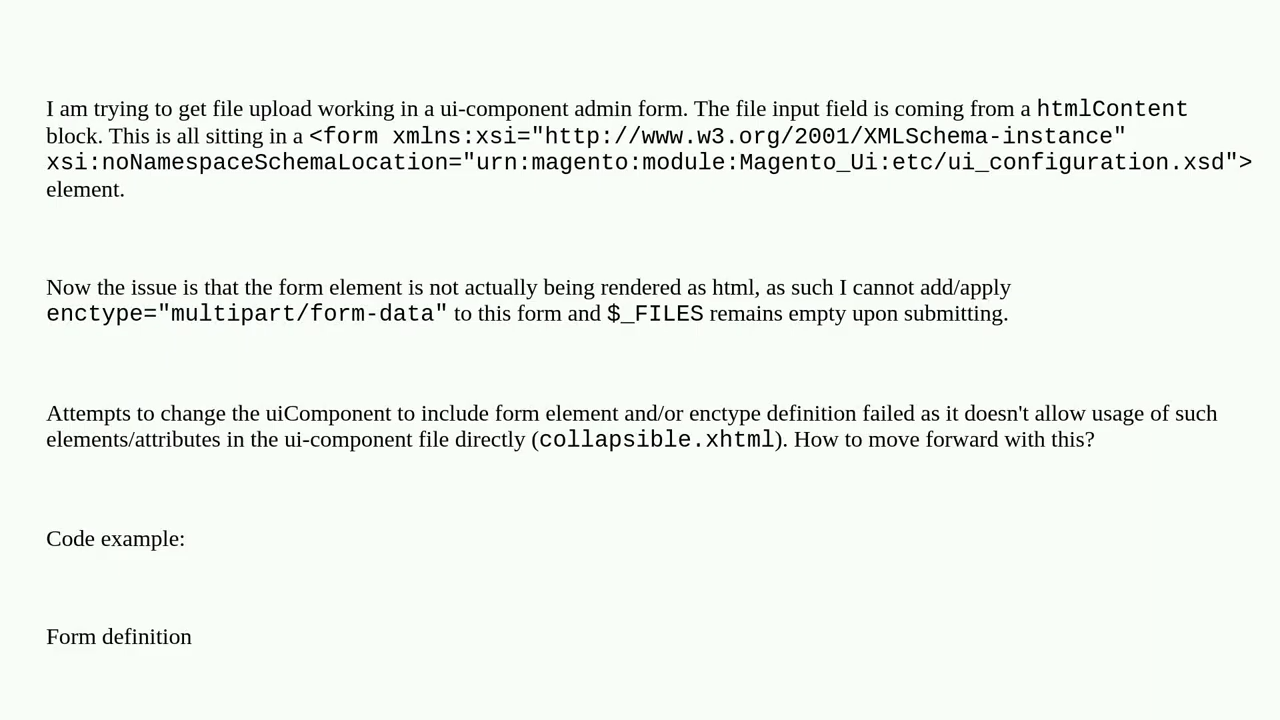 I am trying to get file upload working in a ui-component admin form. The file input field is coming from a htmlContent
block. This is all sitting in a <form xmlns:xsi="http://www.w3.org/2001/XMLSchema-instance"
xsi:noNamespaceSchemaLocation="urn:magento:module:Magento_Ui:etc/ui_configuration.xsd">
element.
Now the issue is that the form element is not actually being rendered as html, as such I cannot add/apply
enctype="multipart/form-data" to this form and $_FILES remains empty upon submitting.
Attempts to change the uiComponent to include form element and/or enctype definition failed as it doesn't allow usage of such
elements/attributes in the ui-component file directly (collapsible.xhtml). How to move forward with this?
Code example:
Form definition